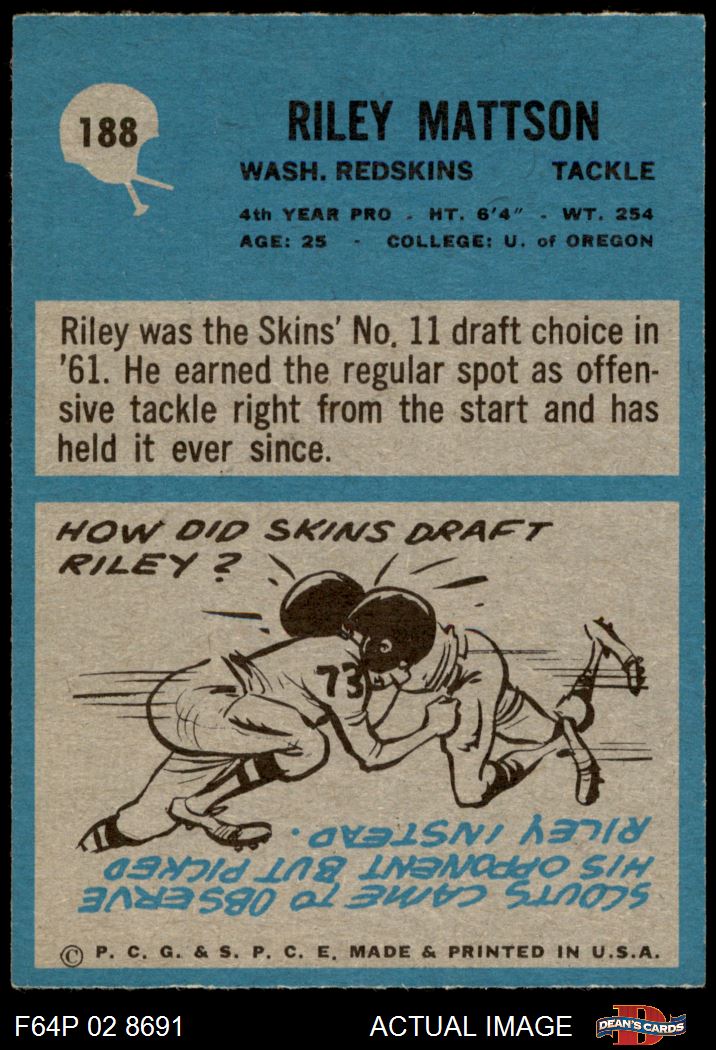 188
RILEY MATTSON
WASH. REDSKINS TACKLE
4th YEAR PRO - HT. 6'4" - WT. 254
AGE: 25 - COLLEGE: U. of OREGON
Riley was the Skins' No. 11 draft choice in
'61. He earned the regular spot as offen-
sive tackle right from the start and has
held it ever since.
HOW DID SKINS DRAFT
RILEY?
73
SCOUTS CAME TO OBSERVE
HIS OPPONENT BUT PICKED
RILEY INSTEAD.
© P. C. G. & S. P. C. E. MADE & PRINTED IN U.S.A.
F64P 02 8691 ACTUAL IMAGE
D
DEAN'S CARDS